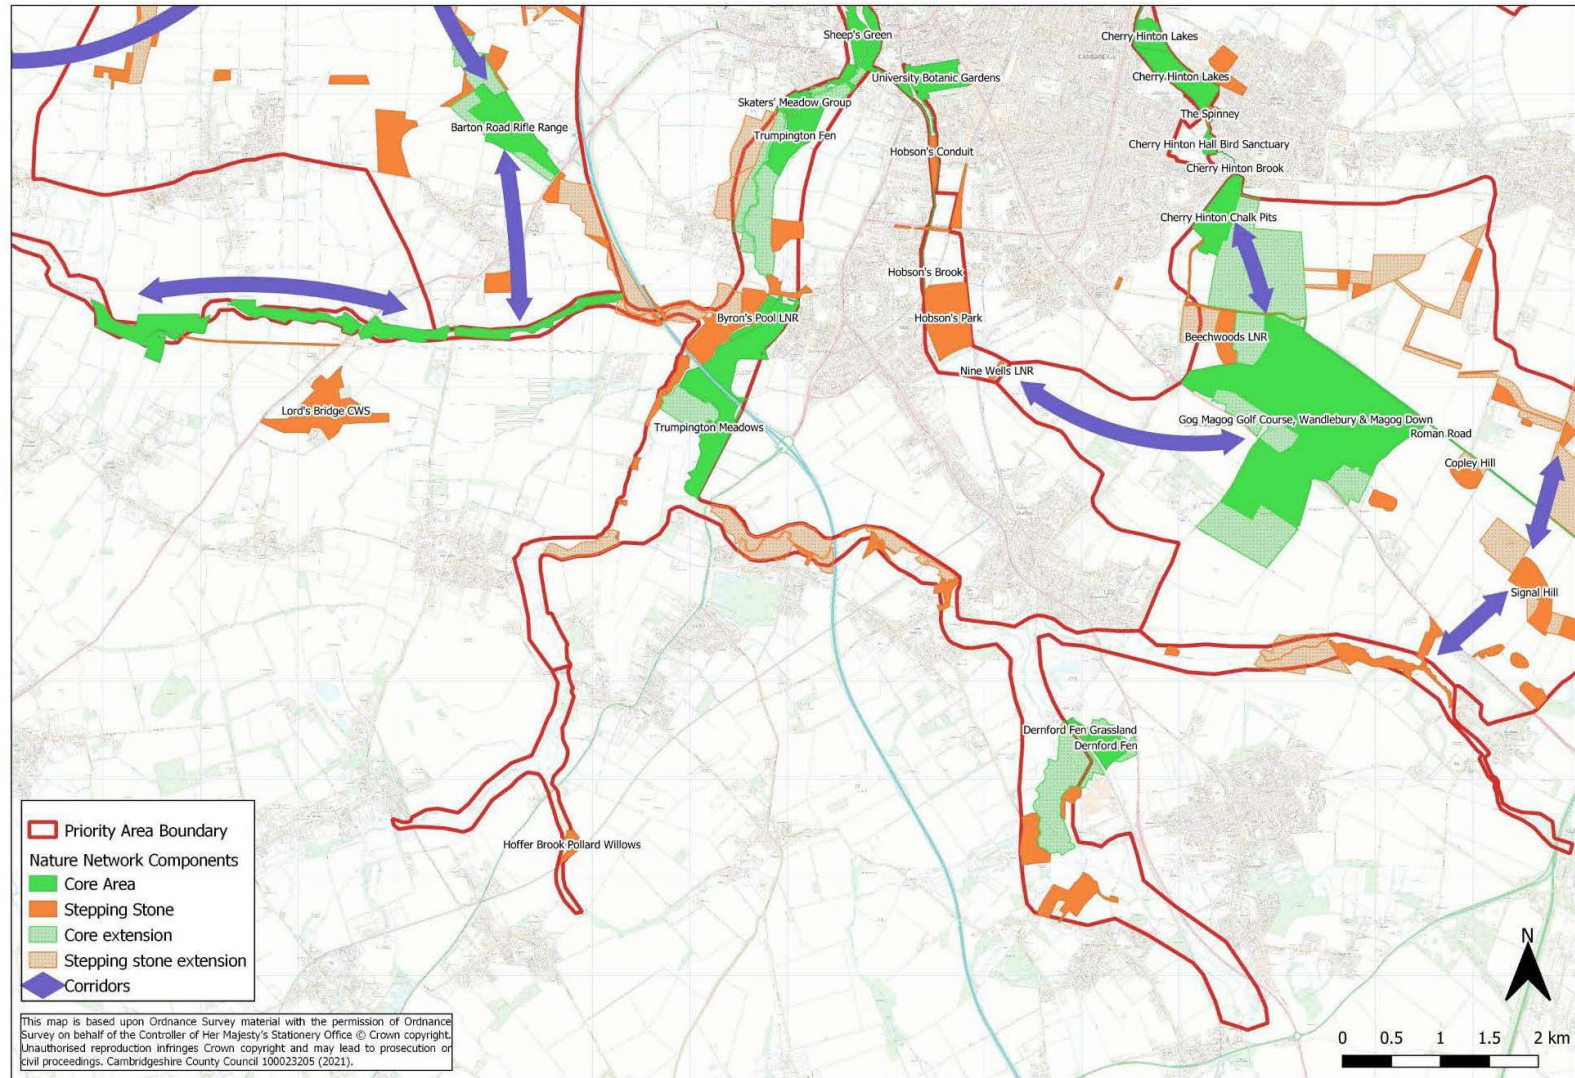 Sheep's Green
Cherry Hinton Lakes
CAMBRIDGE
University Botanic Gardens
Cherry Hinton Lakes
Skaters' Meadow Group
The Spinney
Barton Road Rifle Range
Trumpington Fen
Hobson's Conduit
Cherry Hinton Hall Bird Sanctuary
Cherry Hinton Brook
Cherry Hinton Chalk Pits
Hobson's Brook
Byron's Pool LNR
Hobson's Park
Beechwoods LNR
Nine Wells LNR
Lord's Bridge CWS
Trumpington Meadows
Gog Magog Golf Course, Wandlebury & Magog Down
Roman Road
Copley Hill
Signal Hill
Dernford Fen Grassland
Dernford Fen
Hoffer Brook Pollard Willows
Priority Area Boundary
Nature Network Components
Core Area
Stepping Stone
Core extension
Stepping stone extension
Corridors
This map is based upon Ordnance Survey material with the permission of Ordnance
Survey on behalf of the Controller of Her Majesty's Stationery Office © Crown copyright.
Unauthorised reproduction infringes Crown copyright and may lead to prosecution or
civil proceedings. Cambridgeshire County Council 100023205 (2021).
N
0 0.5 1 1.5 2 km